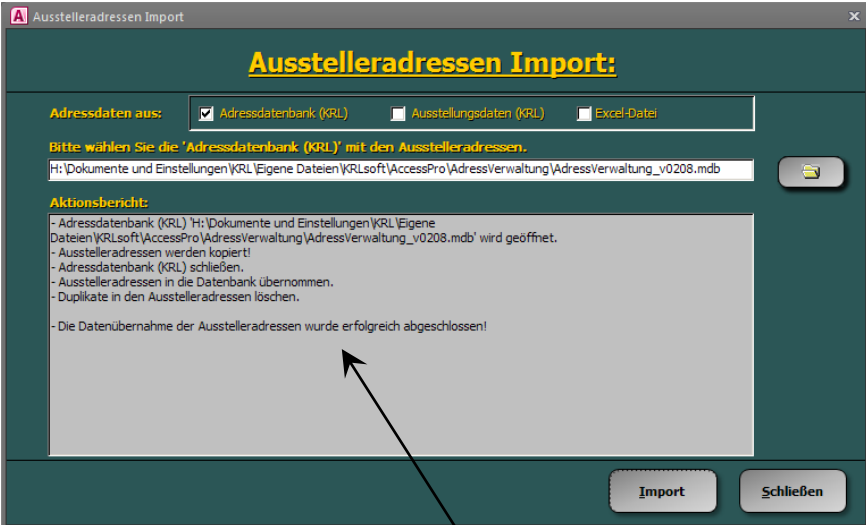 A Ausstelleradressen Import x
Ausstelleradressen Import:
Adressdaten aus: Adressdatenbank (KRL) Ausstellungsdaten (KRL) Excel-Datei
Bitte wählen Sie die 'Adressdatenbank (KRL)' mit den Ausstelleradressen.
H:\Dokumente und Einstellungen\KRL\Eigene Dateien\KRLsoft\AccessPro\AdressVerwaltung\AdressVerwaltung_v0208.mdb
Aktionsbericht:
- Adressdatenbank (KRL) 'H:\Dokumente und Einstellungen\KRL\Eigene
Dateien\KRLsoft\AccessPro\AdressVerwaltung\AdressVerwaltung_v0208.mdb' wird geöffnet.
- Ausstelleradressen werden kopiert!
- Adressdatenbank (KRL) schließen.
- Ausstelleradressen in die Datenbank übernommen.
- Duplikate in den Ausstelleradressen löschen.
- Die Datenübernahme der Ausstelleradressen wurde erfolgreich abgeschlossen!
Import Schließen